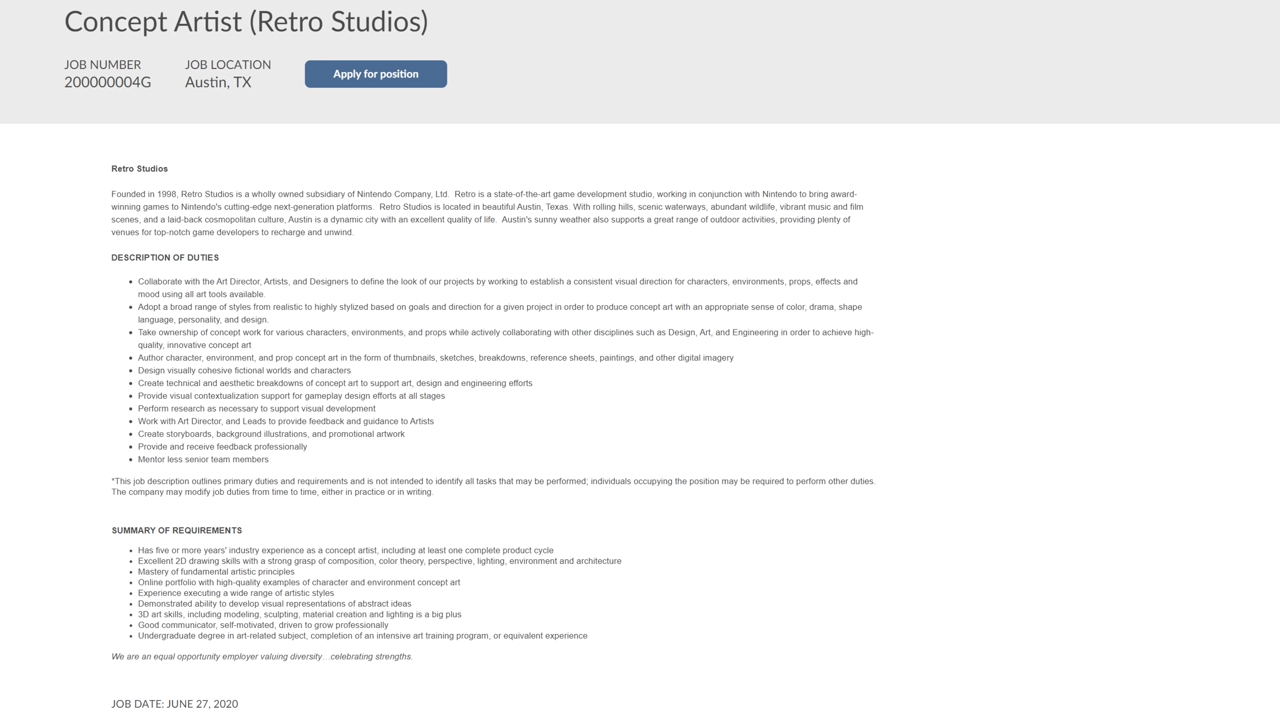 Concept Artist (Retro Studios)
JOB NUMBER
200000004G
JOB LOCATION
Austin, TX
Apply for position
Retro Studios
Founded in 1998, Retro Studios is a wholly owned subsidiary of Nintendo Company, Ltd.  Retro is a state-of-the-art game development studio, working in conjunction with Nintendo to bring award-
winning games to Nintendo's cutting-edge next-generation platforms.  Retro Studios is located in beautiful Austin, Texas. With rolling hills, scenic waterways, abundant wildlife, vibrant music and film
scenes, and a laid-back cosmopolitan culture, Austin is a dynamic city with an excellent quality of life.  Austin's sunny weather also supports a great range of outdoor activities, providing plenty of
venues for top-notch game developers to recharge and unwind.
DESCRIPTION OF DUTIES
• Collaborate with the Art Director, Artists, and Designers to define the look of our projects by working to establish a consistent visual direction for characters, environments, props, effects and
mood using all art tools available.
• Adopt a broad range of styles from realistic to highly stylized based on goals and direction for a given project in order to produce concept art with an appropriate sense of color, drama, shape
language, personality, and design.
• Take ownership of concept work for various characters, environments, and props while actively collaborating with other disciplines such as Design, Art, and Engineering in order to achieve high-
quality, innovative concept art
• Author character, environment, and prop concept art in the form of thumbnails, sketches, breakdowns, reference sheets, paintings, and other digital imagery
• Design visually cohesive fictional worlds and characters
• Create technical and aesthetic breakdowns of concept art to support art, design and engineering efforts
• Provide visual contextualization support for gameplay design efforts at all stages
• Perform research as necessary to support visual development
• Work with Art Director, and Leads to provide feedback and guidance to Artists
• Create storyboards, background illustrations, and promotional artwork
• Provide and receive feedback professionally
• Mentor less senior team members
*This job description outlines primary duties and requirements and is not intended to identify all tasks that may be performed; individuals occupying the position may be required to perform other duties.
The company may modify job duties from time to time, either in practice or in writing.
SUMMARY OF REQUIREMENTS
• Has five or more years' industry experience as a concept artist, including at least one complete product cycle
• Excellent 2D drawing skills with a strong grasp of composition, color theory, perspective, lighting, environment and architecture
• Mastery of fundamental artistic principles
• Online portfolio with high-quality examples of character and environment concept art
• Experience executing a wide range of artistic styles
• Demonstrated ability to develop visual representations of abstract ideas
• 3D art skills, including modeling, sculpting, material creation and lighting is a big plus
• Good communicator, self-motivated, driven to grow professionally
• Undergraduate degree in art-related subject, completion of an intensive art training program, or equivalent experience
We are an equal opportunity employer valuing diversity…celebrating strengths.
JOB DATE: JUNE 27, 2020